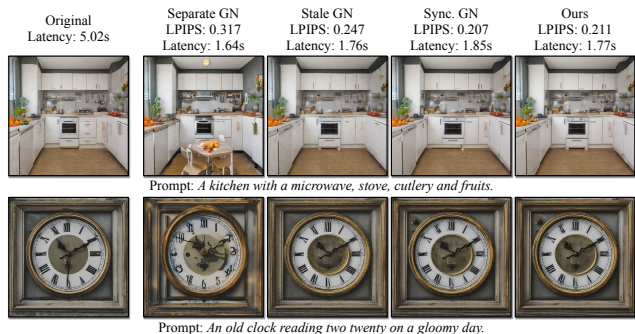 Original
Latency: 5.02s
Separate GN
LPIPS: 0.317
Latency: 1.64s
Stale GN
LPIPS: 0.247
Latency: 1.76s
Sync. GN
LPIPS: 0.207
Latency: 1.85s
Ours
LPIPS: 0.211
Latency: 1.77s
Prompt: A kitchen with a microwave, stove, cutlery and fruits.
Prompt: An old clock reading two twenty on a gloomy day.